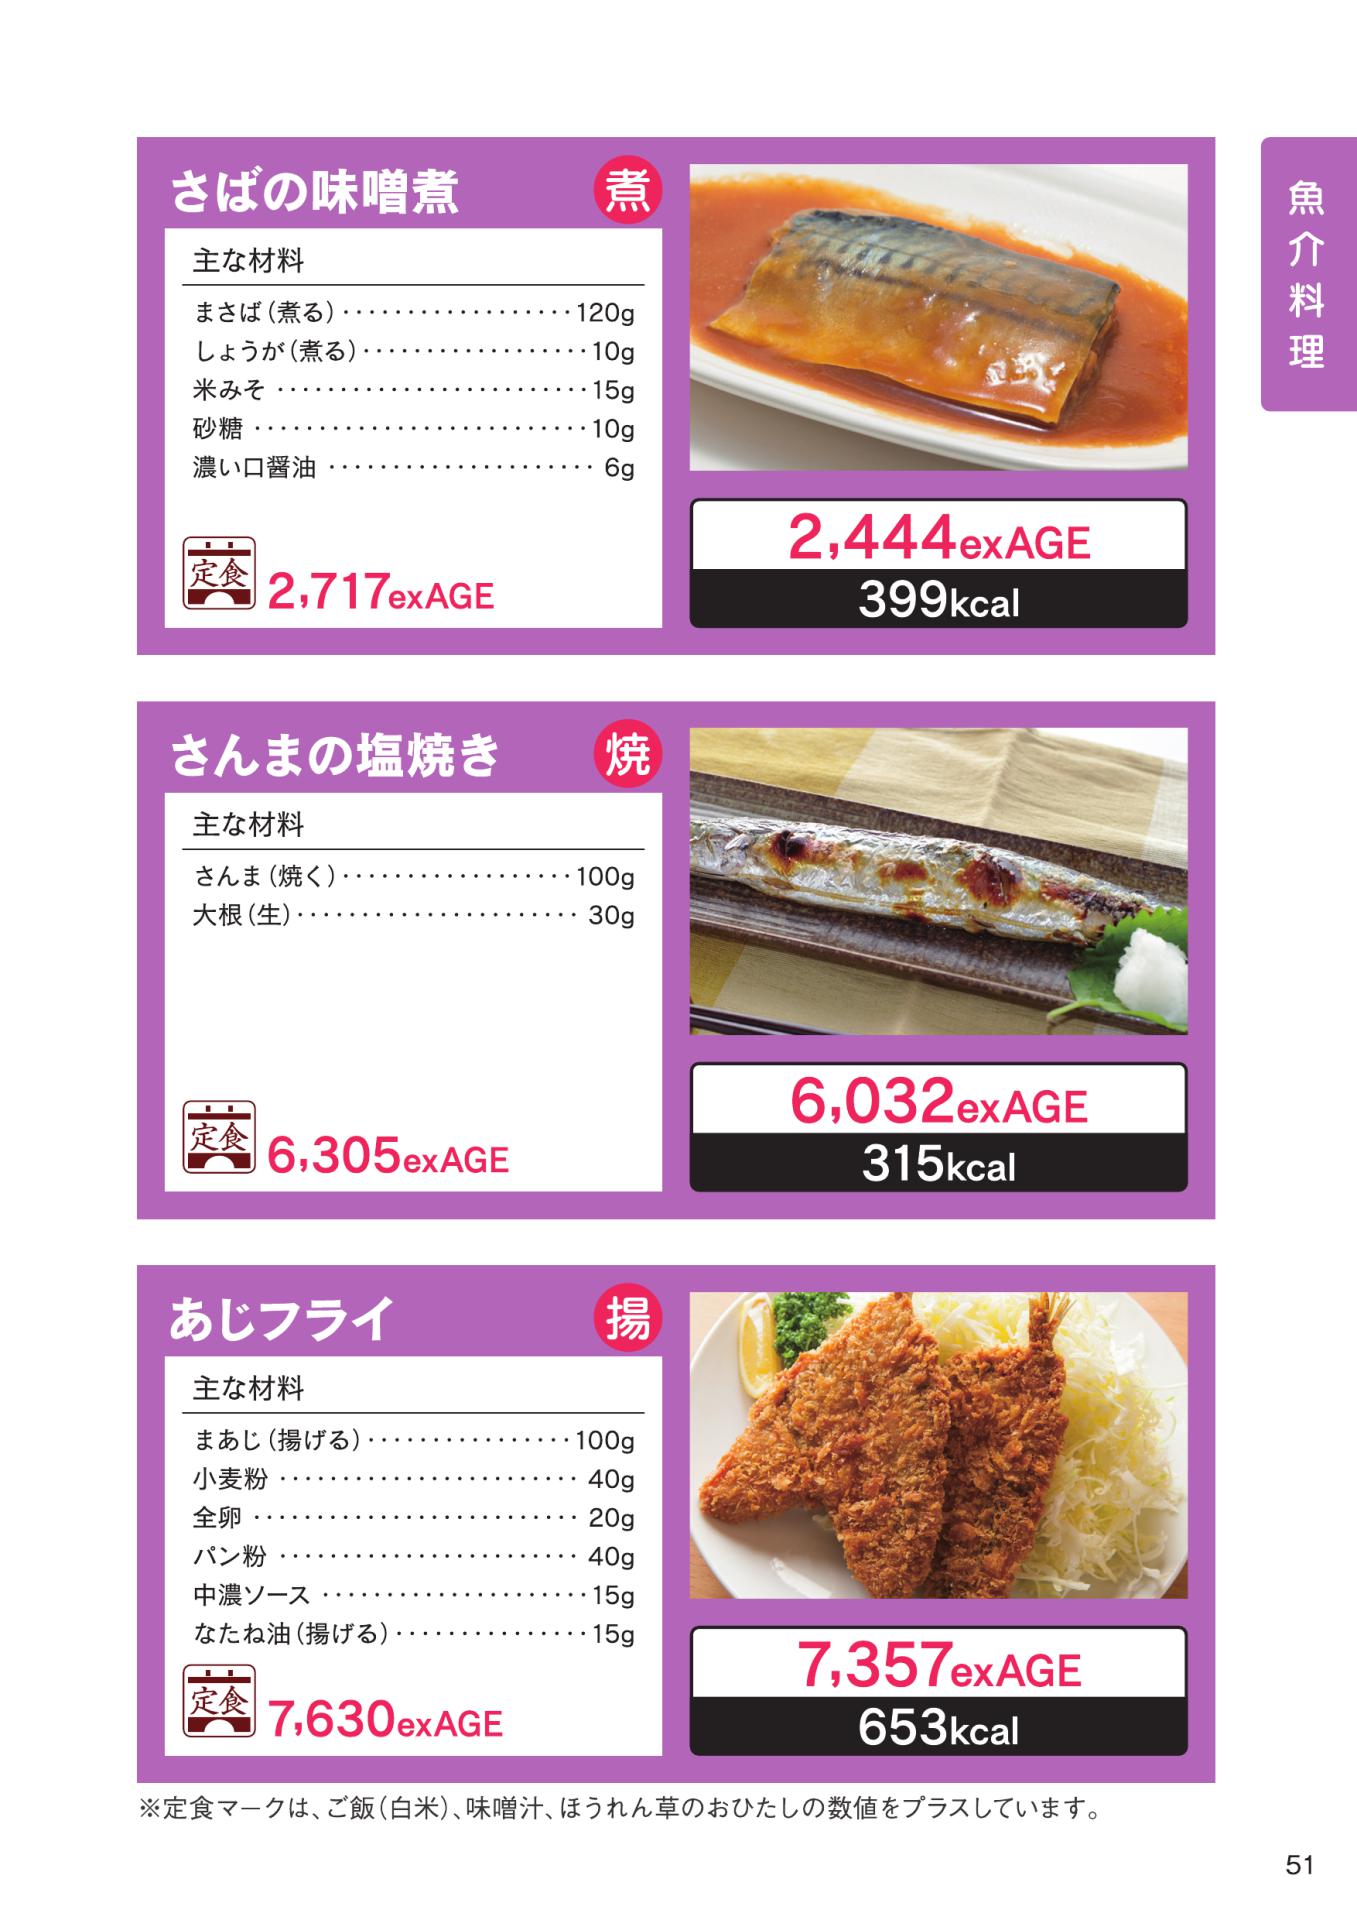 魚介料理
さばの味噌煮 煮
主な材料
まさば（煮る）‥‥‥‥‥‥‥‥‥120g
しょうが（煮る）‥‥‥‥‥‥‥‥‥10g
米みそ ‥‥‥‥‥‥‥‥‥‥‥‥‥15g
砂糖 ‥‥‥‥‥‥‥‥‥‥‥‥‥‥10g
濃い口醤油 ‥‥‥‥‥‥‥‥‥‥‥ 6g
定食 2,717exAGE
2,444exAGE
399kcal
さんまの塩焼き 焼
主な材料
さんま（焼く）‥‥‥‥‥‥‥‥‥100g
大根（生）‥‥‥‥‥‥‥‥‥‥‥ 30g
定食 6,305exAGE
6,032exAGE
315kcal
あじフライ 揚
主な材料
まあじ（揚げる）‥‥‥‥‥‥‥‥100g
小麦粉 ‥‥‥‥‥‥‥‥‥‥‥‥ 40g
全卵 ‥‥‥‥‥‥‥‥‥‥‥‥‥ 20g
パン粉 ‥‥‥‥‥‥‥‥‥‥‥‥ 40g
中濃ソース ‥‥‥‥‥‥‥‥‥‥‥15g
なたね油（揚げる）‥‥‥‥‥‥‥‥15g
定食 7,630exAGE
7,357exAGE
653kcal
※定食マークは、ご飯（白米）、味噌汁、ほうれん草のおひたしの数値をプラスしています。
51